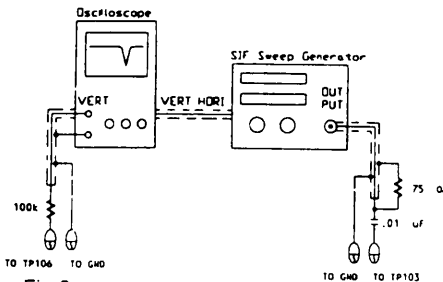 Oscilloscope
SIF Sweep Generator
VERT
VERT HORI
OUT
PUT
100k
75 Ω
.01 uF
TO TP106
TO GND
TO GND
TO TP103